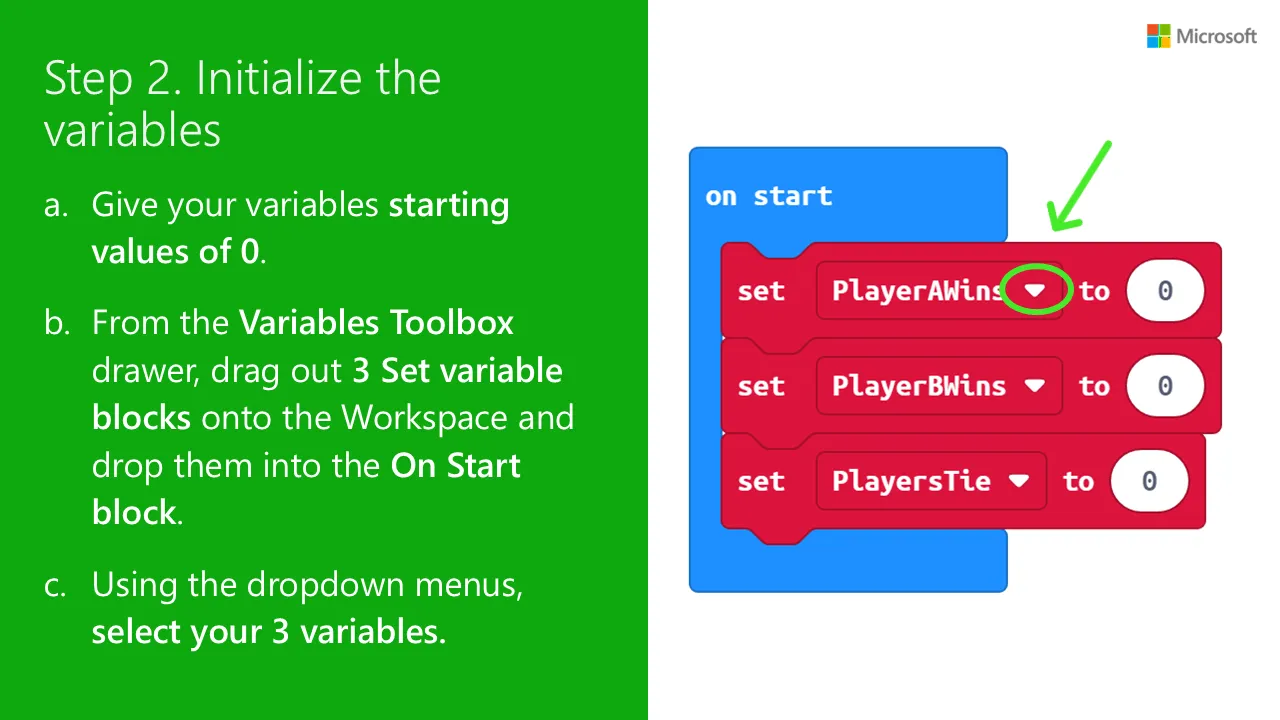 Microsoft
Step 2. Initialize the
variables
a. Give your variables starting
values of 0.
b. From the Variables Toolbox
drawer, drag out 3 Set variable
blocks onto the Workspace and
drop them into the On Start
block.
c. Using the dropdown menus,
select your 3 variables.
on start
set PlayerAWins to 0
set PlayerBWins to 0
set PlayersTie to 0